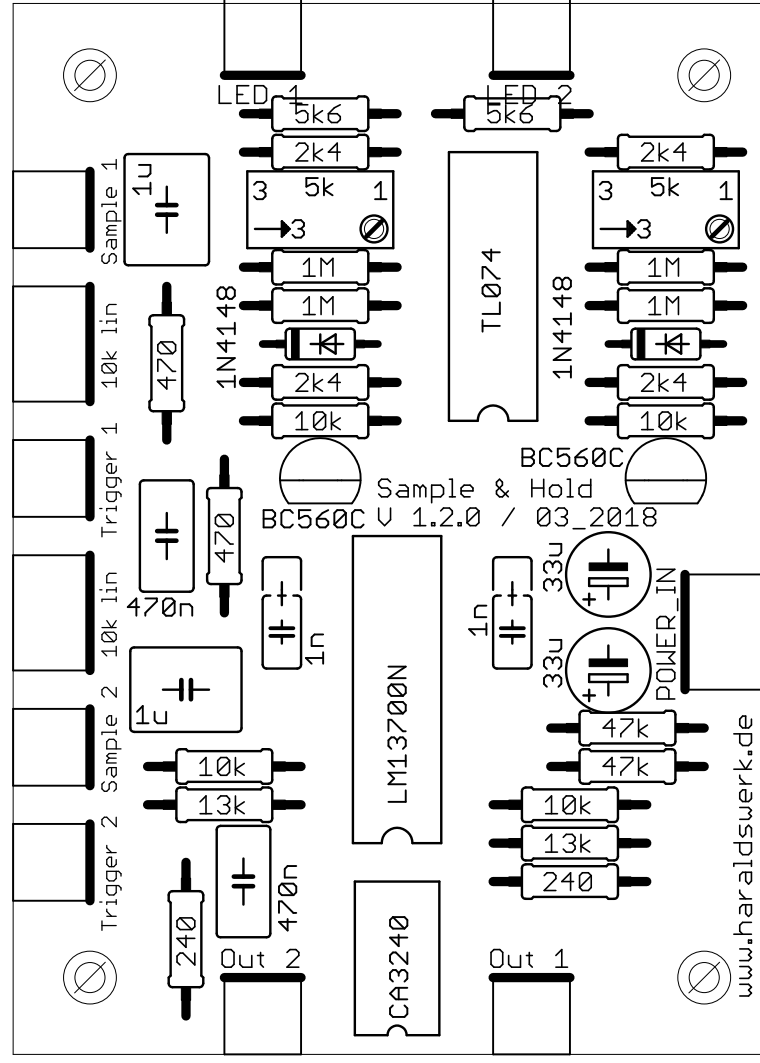 LED 1
LED 2
5k6
5k6
2k4
2k4
Sample 1
1u
3 5k 1
3
3 5k 1
3
1M
1M
TL074
10k lin
1N4148
1N4148
1M
1M
470
2k4
2k4
10k
10k
Trigger 1
BC560C
BC560C
Sample & Hold
V 1.2.0 / 03_2018
470
470n
10k lin
1n
1n
33u
+
33u
+
POWER_IN
LM13700N
1u
Sample 2
47k
47k
10k
13k
10k
13k
240
Trigger 2
470n
240
Out 2
CA3240
Out 1
www.haraldswerk.de